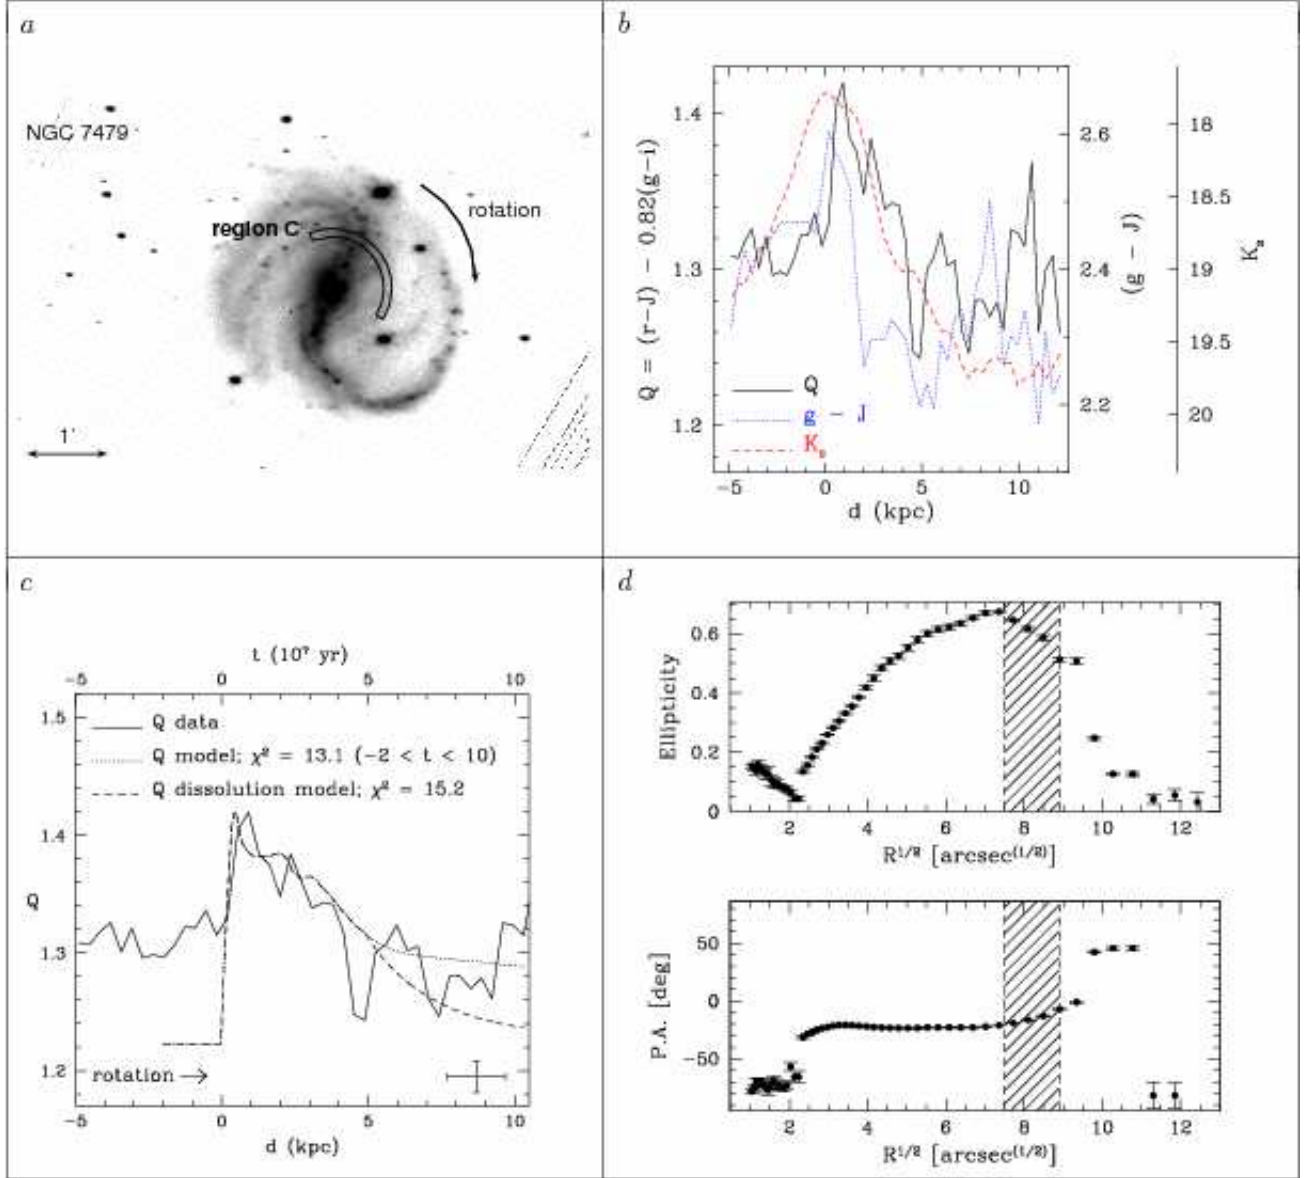 a
NGC 7479
region C
rotation
1'
b
1.4
1.3
1.2
Q = (r-J) - 0.82(g-i)
2.6
2.4
2.2
(g - J)
18
18.5
19
19.5
20
K_s
Q
g - J
K_s
-5 0 5 10
d (kpc)
c
t (10⁷ yr)
-5 0 5 10
1.5
1.4
1.3
1.2
Q
Q data
Q model; χ² = 13.1 (-2 < t < 10)
Q dissolution model; χ² = 15.2
rotation →
-5 0 5 10
d (kpc)
d
0.6
0.4
0.2
0
Ellipticity
2 4 6 8 10 12
R^1/2 [arcsec^(1/2)]
50
0
-50
P.A. [deg]
2 4 6 8 10 12
R^1/2 [arcsec^(1/2)]